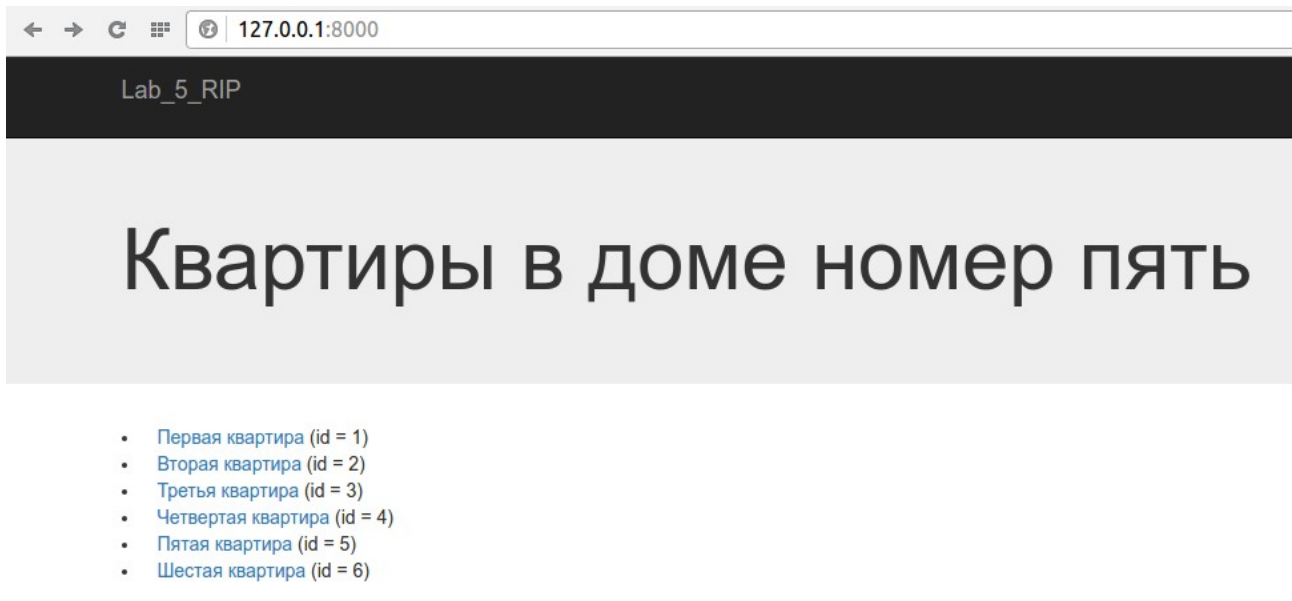 127.0.0.1:8000
Lab_5_RIP
Квартиры в доме номер пять
• Первая квартира (id = 1)
• Вторая квартира (id = 2)
• Третья квартира (id = 3)
• Четвертая квартира (id = 4)
• Пятая квартира (id = 5)
• Шестая квартира (id = 6)